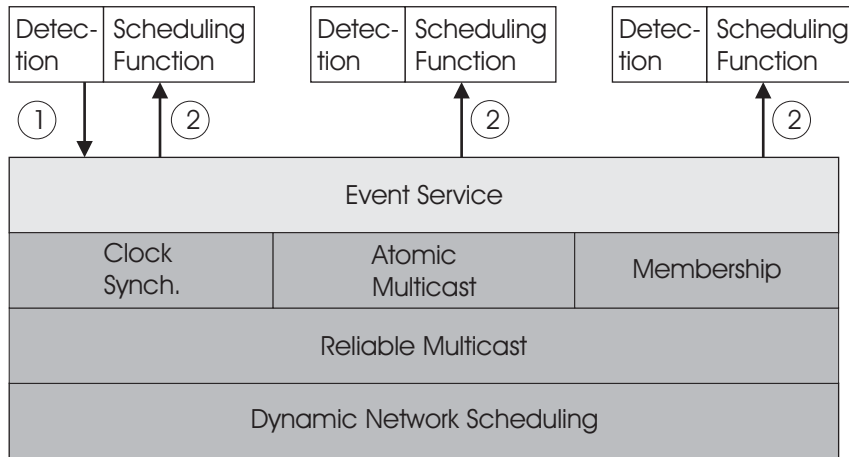 Detec-
tion
Scheduling
Function
Detec-
tion
Scheduling
Function
Detec-
tion
Scheduling
Function
1
2
2
2
Event Service
Clock
Synch.
Atomic
Multicast
Membership
Reliable Multicast
Dynamic Network Scheduling